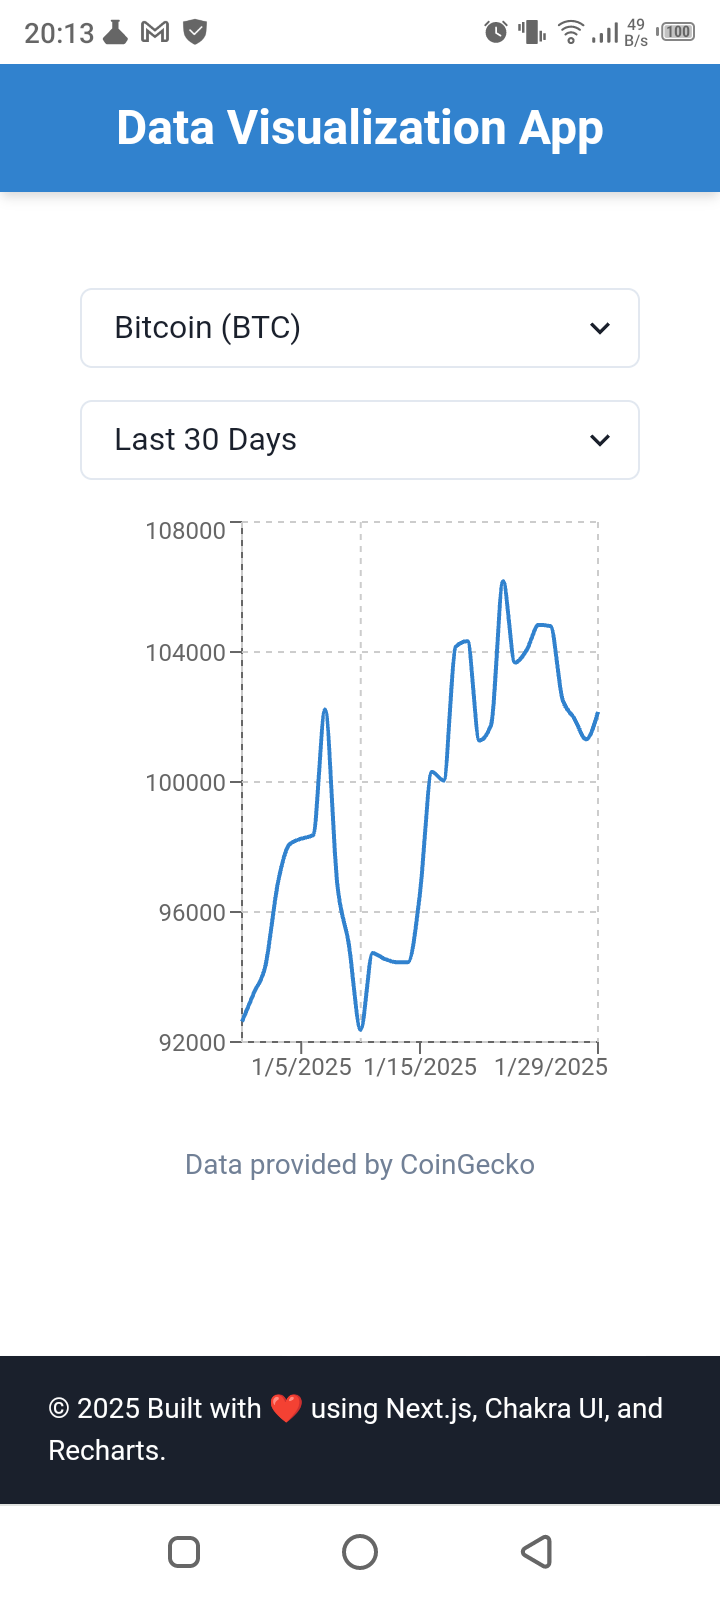 20:13 49 B/s 100
Data Visualization App
Bitcoin (BTC)
Last 30 Days
108000
104000
100000
96000
92000
1/5/2025 1/15/2025 1/29/2025
Data provided by CoinGecko
© 2025 Built with ❤️ using Next.js, Chakra UI, and
Recharts.